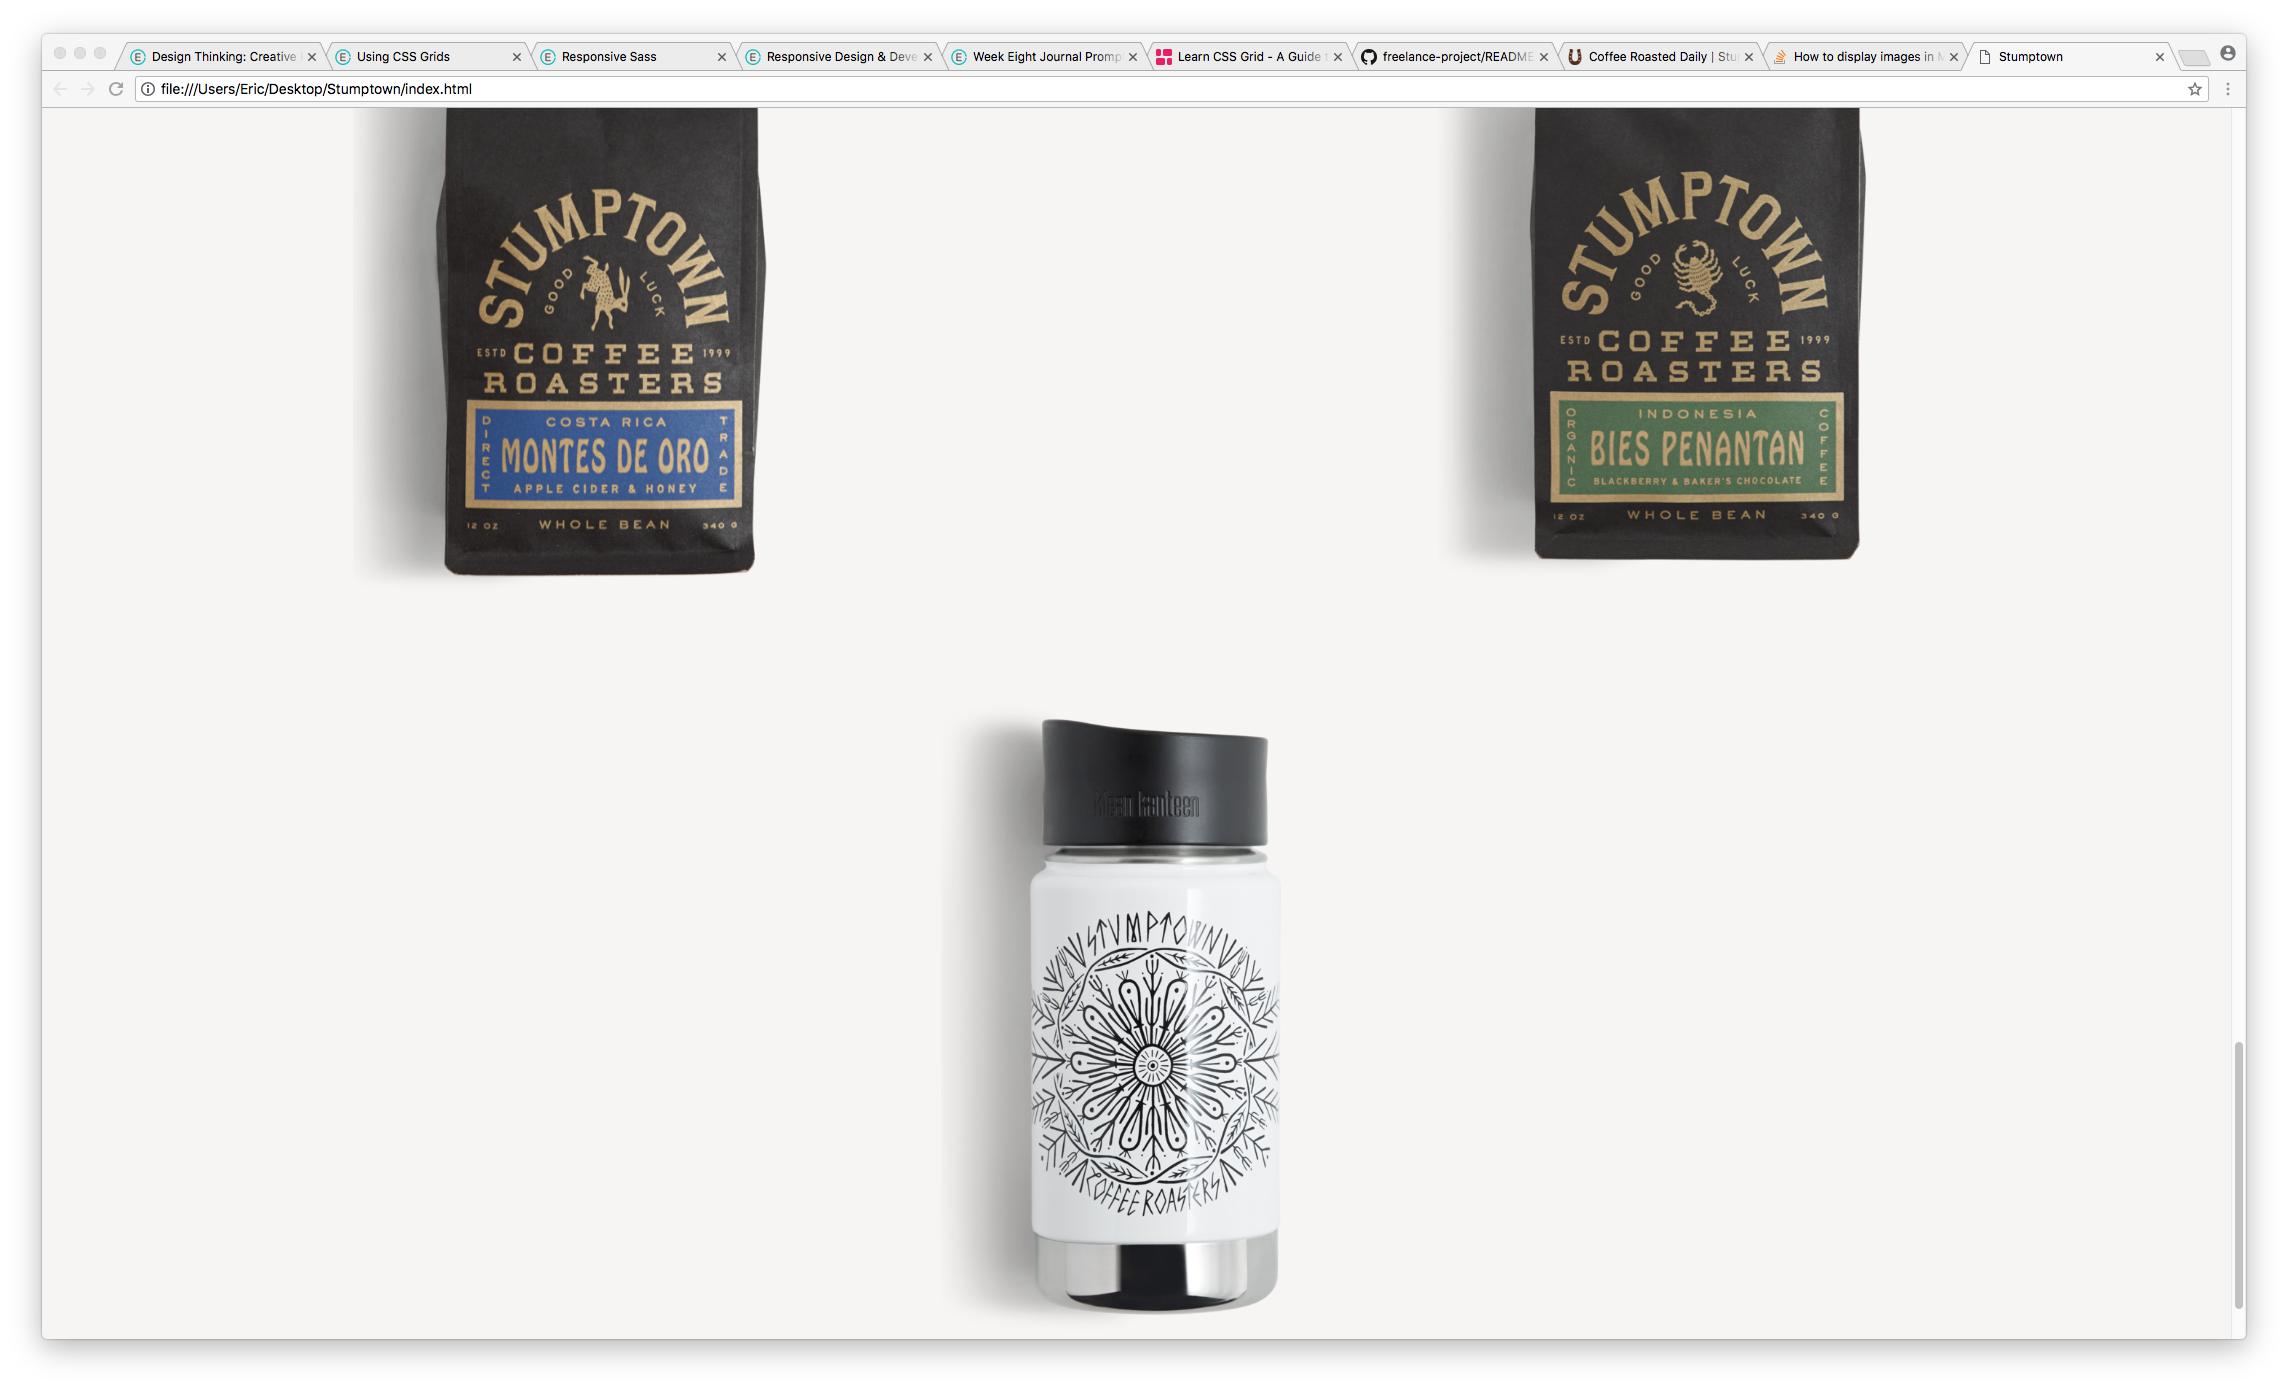 Design Thinking: Creative
Using CSS Grids
Responsive Sass
Responsive Design & Deve
Week Eight Journal Promp
Learn CSS Grid - A Guide t
freelance-project/README
Coffee Roasted Daily | Stu
How to display images in M
Stumptown
file:///Users/Eric/Desktop/Stumptown/index.html
STUMPTOWN
GOOD LUCK
ESTD COFFEE 1999
ROASTERS
COSTA RICA
DIRECT MONTES DE ORO TRADE
APPLE CIDER & HONEY
12 OZ WHOLE BEAN 340 G
STUMPTOWN
GOOD LUCK
ESTD COFFEE 1999
ROASTERS
INDONESIA
ORGANIC BIES PENANTAN COFFEE
BLACKBERRY & BAKER'S CHOCOLATE
12 OZ WHOLE BEAN 340 G
Klean Kanteen
STUMPTOWN
COFFEE ROASTERS